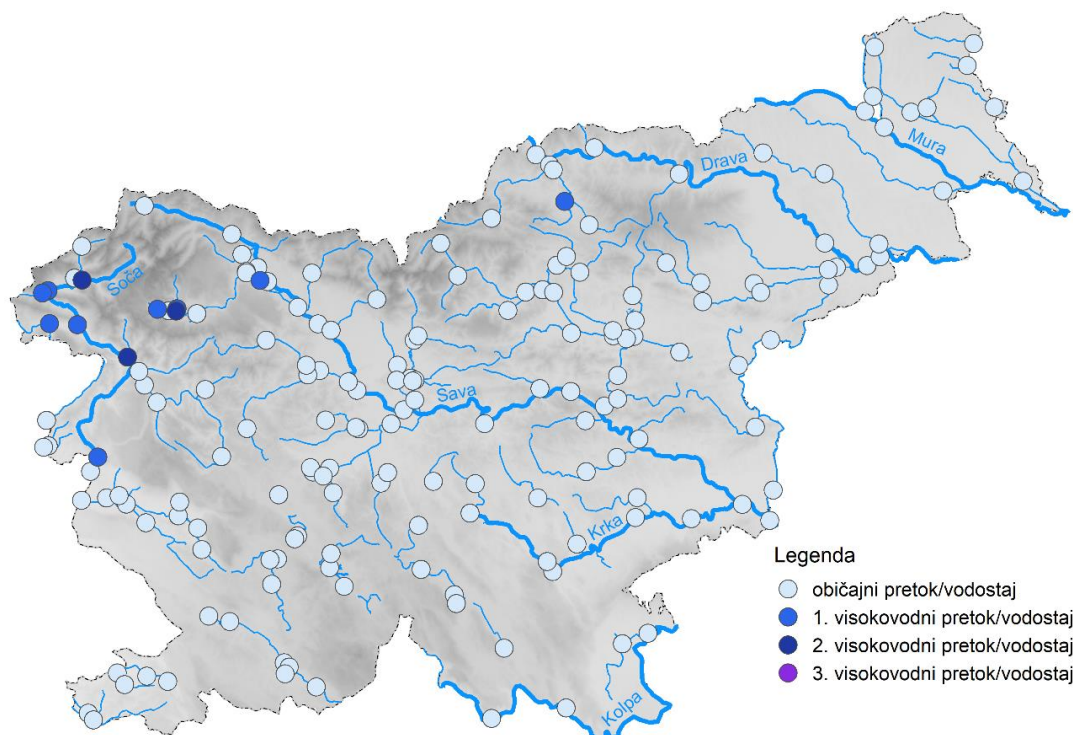 Mura
Drava
Soča
Sava
Krka
Kolpa
Legenda
običajni pretok/vodostaj
1. visokovodni pretok/vodostaj
2. visokovodni pretok/vodostaj
3. visokovodni pretok/vodostaj